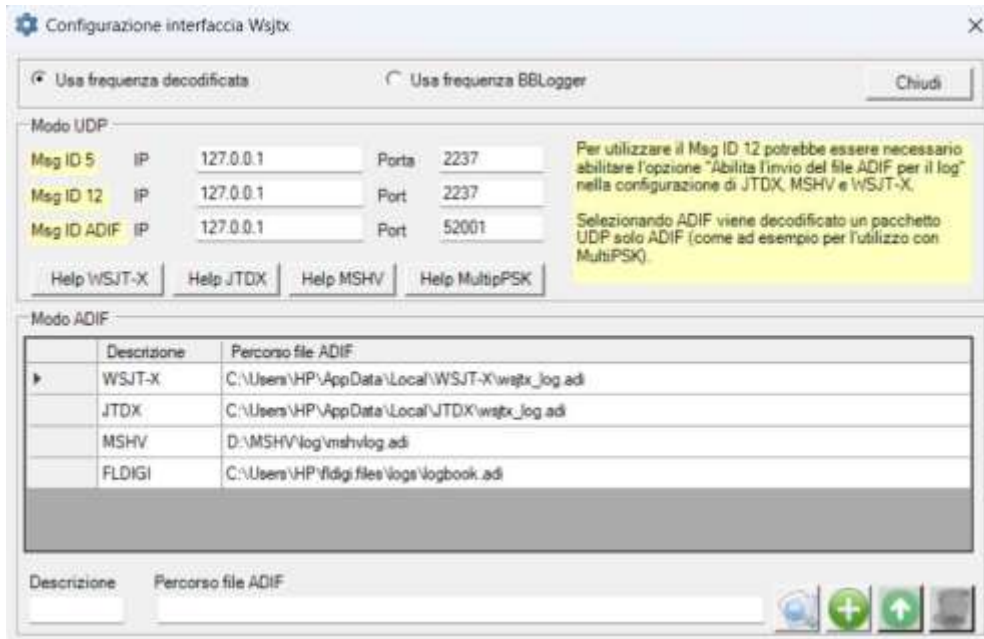 Configurazione interfaccia Wsjtx
Usa frequenza decodificata Usa frequenza BBLogger Chiudi
Modo UDP
Msg ID 5 IP 127.0.0.1 Porta 2237
Msg ID 12 IP 127.0.0.1 Port 2237
Msg ID ADIF IP 127.0.0.1 Port 52001
Per utilizzare il Msg ID 12 potrebbe essere necessario
abilitare l'opzione "Abilita l'invio del file ADIF per il log"
nella configurazione di JTDX, MSHV e WSJT-X.
Selezionando ADIF viene decodificato un pacchetto
UDP solo ADIF (come ad esempio per l'utilizzo con
MultiPSK).
Help WSJT-X Help JTDX Help MSHV Help MultipPSK
Modo ADIF
Descrizione Percorso file ADIF
WSJT-X C:\Users\HP\AppData\Local\WSJT-X\wsjtx_log.adi
JTDX C:\Users\HP\AppData\Local\JTDX\wsjtx_log.adi
MSHV D:\MSHV\log\mshvlog.adi
FLDIGI C:\Users\HP\fldigi.files\logs\logbook.adi
Descrizione Percorso file ADIF